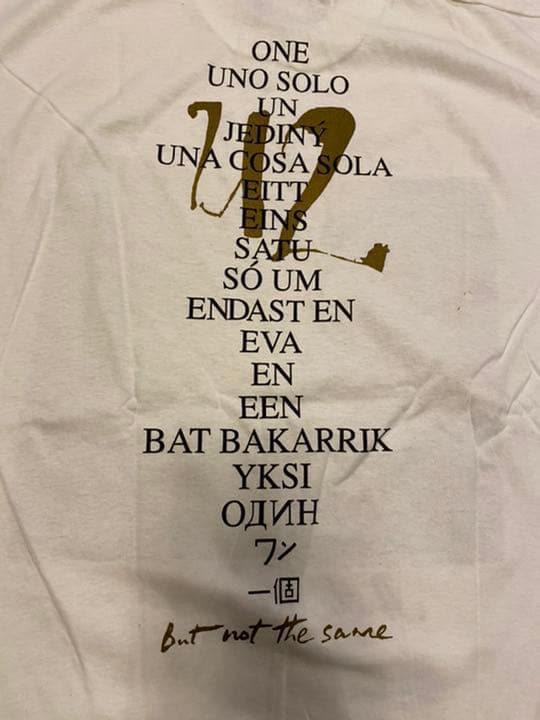 ONE
UNO SOLO
UN
U2
JEDINÝ
UNA COSA SOLA
EITT
EINS
SATU
SÓ UM
ENDAST EN
EVA
EN
EEN
BAT BAKARRIK
YKSI
ОДИН
ワン
一個
But not the same